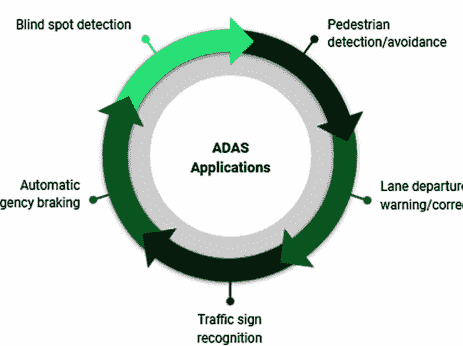 Blind spot detection
Pedestrian
detection/avoidance
ADAS
Applications
Automatic
gency braking
Lane departure
warning/correc
Traffic sign
recognition